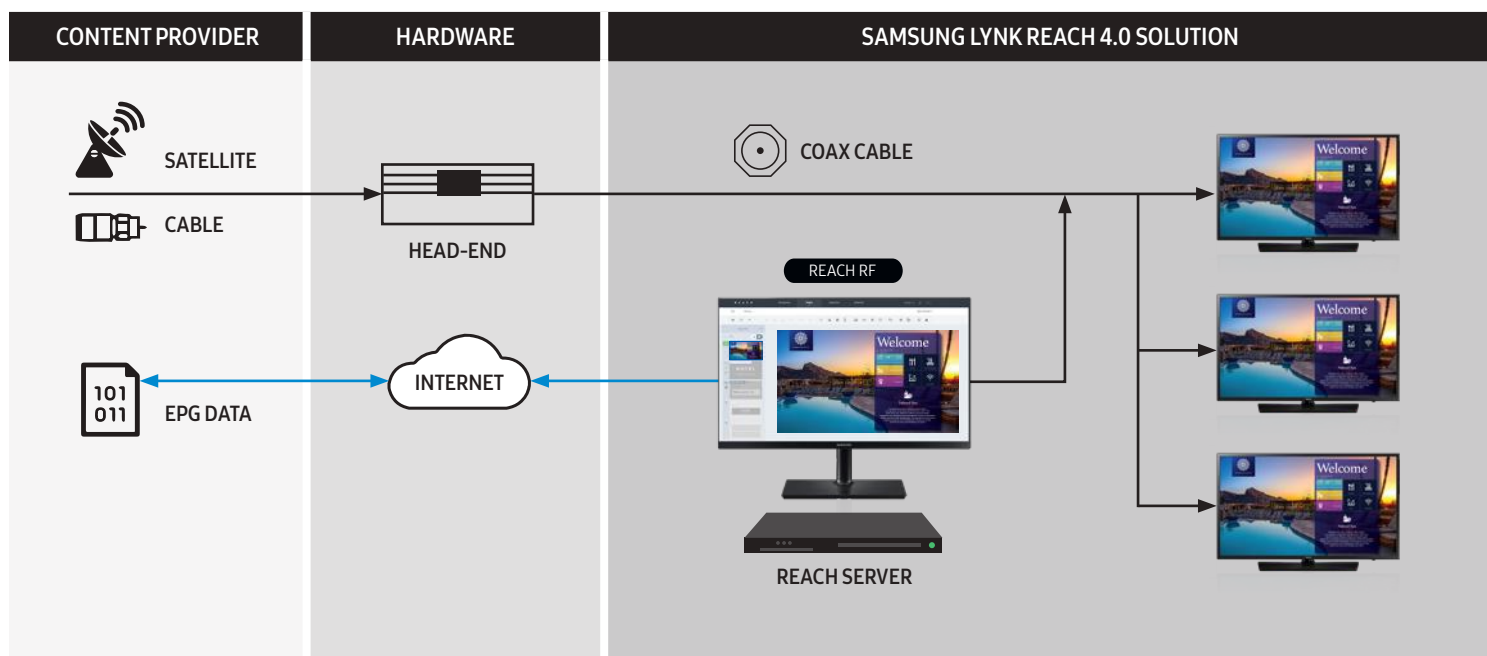 CONTENT PROVIDER
HARDWARE
SAMSUNG LYNK REACH 4.0 SOLUTION
SATELLITE
CABLE
HEAD-END
COAX CABLE
REACH RF
EPG DATA
101
011
INTERNET
Welcome
REACH SERVER
Welcome
Welcome
Welcome